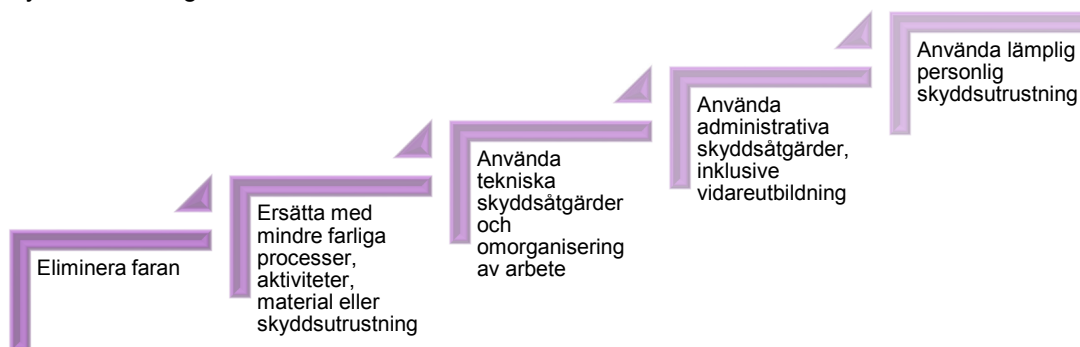 Eliminera faran
Ersätta med
mindre farliga
processer,
aktiviteter,
material eller
skyddsutrustning
Använda
tekniska
skyddsåtgärder
och
omorganisering
av arbete
Använda
administrativa
skyddsåtgärder,
inklusive
vidareutbildning
Använda lämplig
personlig
skyddsutrustning